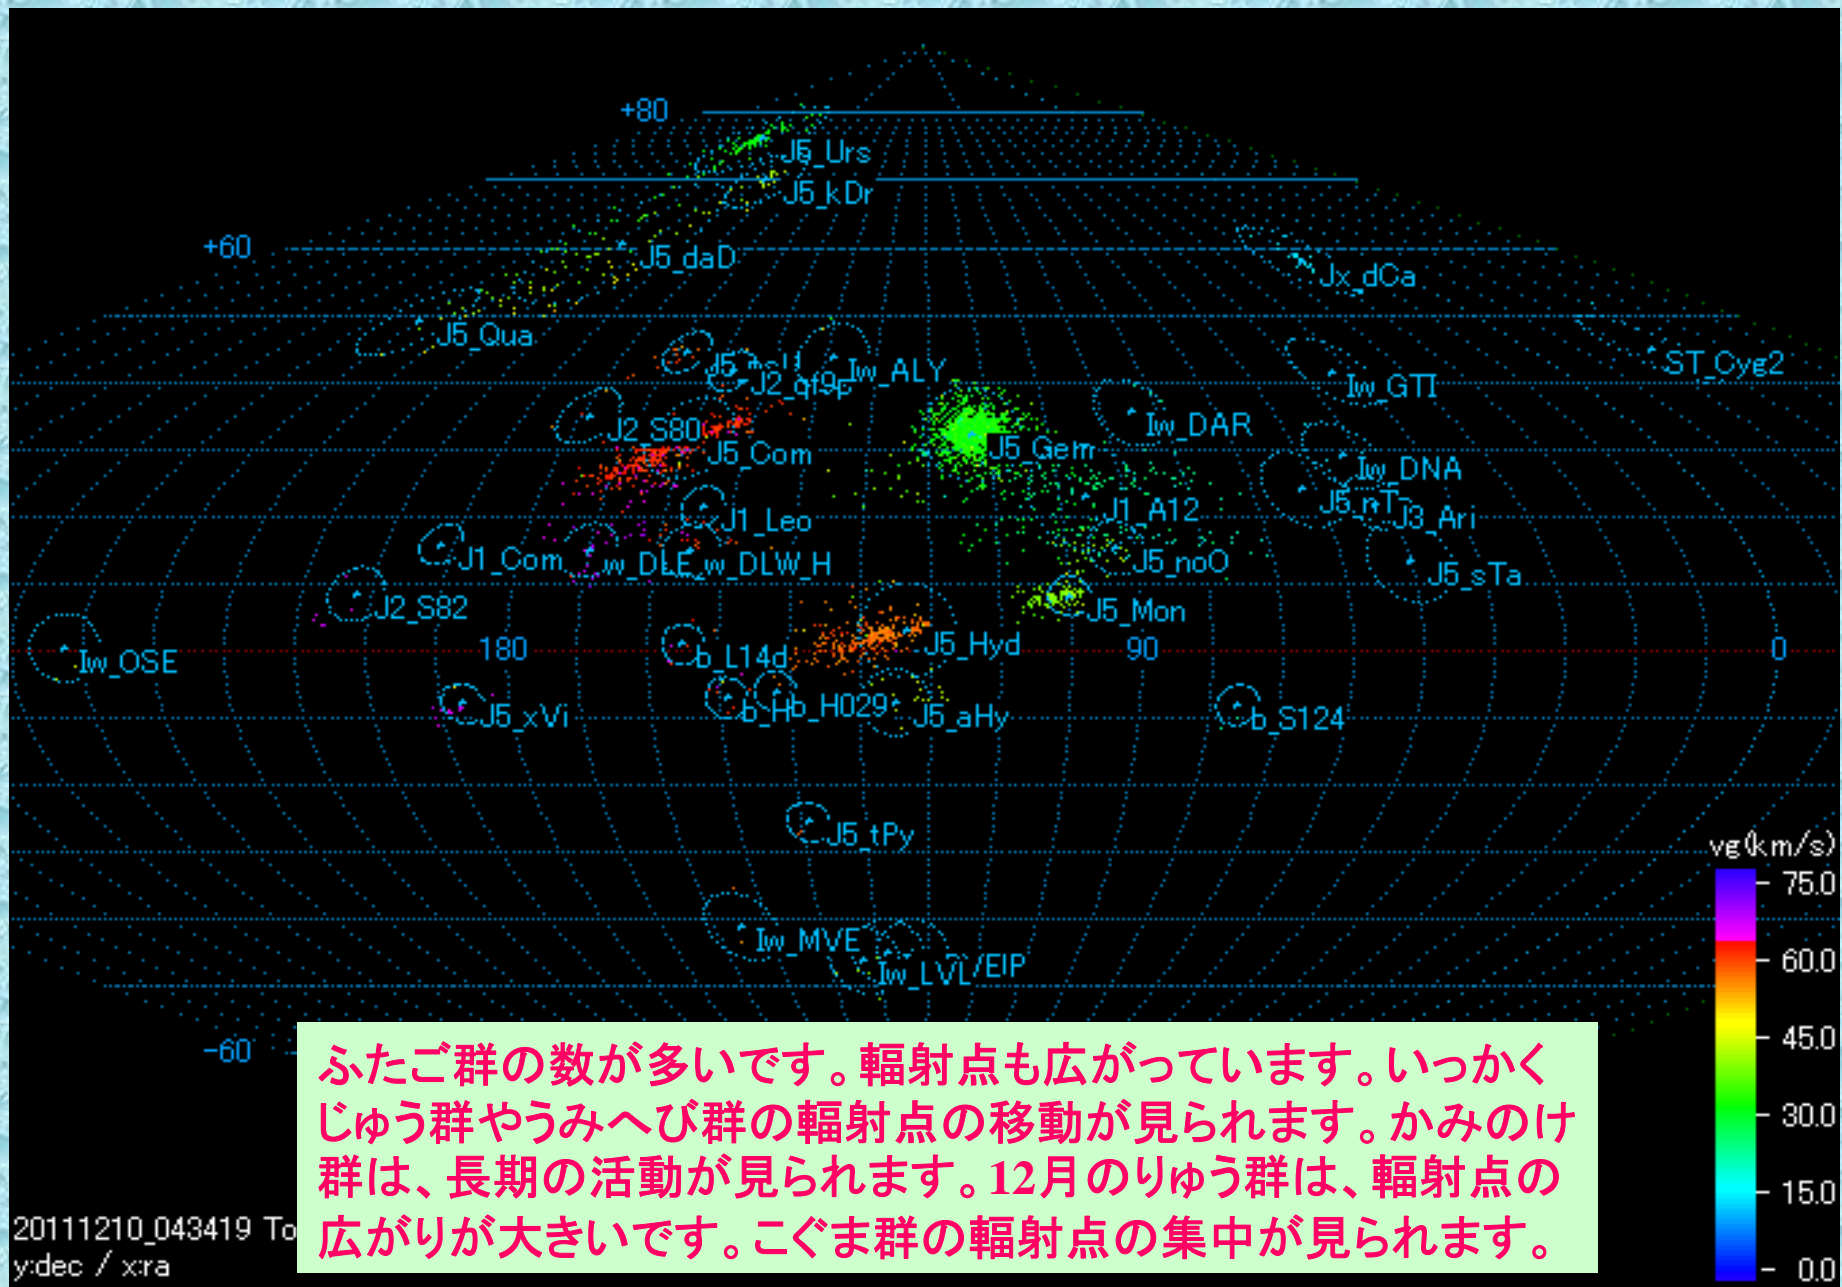 +80
J5_Urs
J5_kDr
+60
J5_daD
Jx_dCa
J5_Qua
ST_Cyg2
Iw_ALY
Iw_GTI
J2_S80
Iw_DAR
J5_Com
J5_Gem
Iw_DNA
J1_Leo
J1_A12
J3_Ari
J1_Com
J5_noO
J5_sTa
J2_S82
J5_Mon
Iw_OSE
180
b_L14d
J5_Hyd
90
0
J5_xVi
b_H029
J5_aHy
b_S124
J5_tPy
vg(km/s)
75.0
Iw_MVE
60.0
Iw_LVL/EIP
45.0
-60
30.0
15.0
0.0
ふたご群の数が多いです。輻射点も広がっています。いっかく
じゅう群やうみへび群の輻射点の移動が見られます。かみのけ
群は、長期の活動が見られます。12月のりゅう群は、輻射点の
広がりが大きいです。こぐま群の輻射点の集中が見られます。
20111210_043419 To
y:dec / x:ra